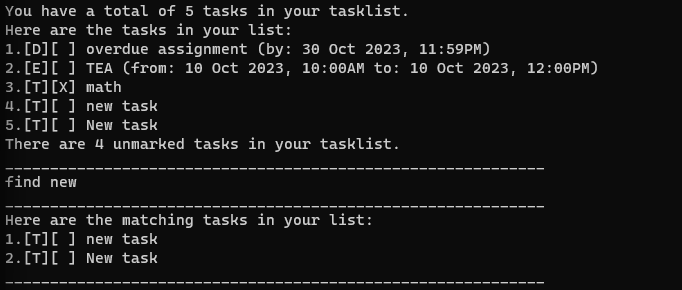 You have a total of 5 tasks in your tasklist.
Here are the tasks in your list:
1.[D][ ] overdue assignment (by: 30 Oct 2023, 11:59PM)
2.[E][ ] TEA (from: 10 Oct 2023, 10:00AM to: 10 Oct 2023, 12:00PM)
3.[T][X] math
4.[T][ ] new task
5.[T][ ] New task
There are 4 unmarked tasks in your tasklist.
____________________________________________________________
find new
____________________________________________________________
Here are the matching tasks in your list:
1.[T][ ] new task
2.[T][ ] New task
____________________________________________________________